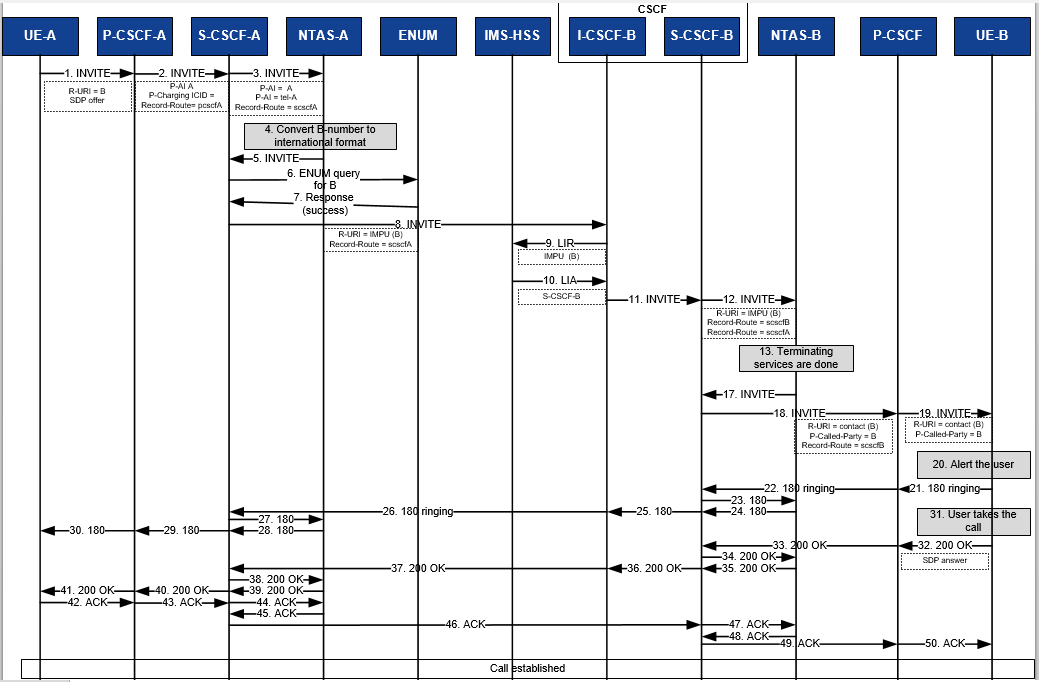 CSCF
UE-A
P-CSCF-A
S-CSCF-A
NTAS-A
ENUM
IMS-HSS
I-CSCF-B
S-CSCF-B
NTAS-B
P-CSCF
UE-B
1. INVITE
2. INVITE
3. INVITE
R-URI = B
SDP offer
P-AI A
P-Charging ICID =
Record-Route= pcscfA
P-AI = A
P-AI = tel-A
Record-Route = scscfA
4. Convert B-number to
international format
5. INVITE
6. ENUM query
for B
7. Response
(success)
8. INVITE
R-URI = IMPU (B)
Record-Route = scscfA
9. LIR
IMPU (B)
10. LIA
S-CSCF-B
11. INVITE
12. INVITE
R-URI = IMPU (B)
Record-Route = scscfB
Record-Route = scscfA
13. Terminating
services are done
17. INVITE
18. INVITE
19. INVITE
R-URI = contact (B)
P-Called-Party = B
Record-Route = scscfB
R-URI = contact (B)
P-Called-Party = B
20. Alert the user
22. 180 ringing
21. 180 ringing
23. 180
26. 180 ringing
25. 180
24. 180
27. 180
30. 180
29. 180
28. 180
31. User takes the
call
33. 200 OK
32. 200 OK
34. 200 OK
SDP answer
37. 200 OK
36. 200 OK
35. 200 OK
38. 200 OK
41. 200 OK
40. 200 OK
39. 200 OK
42. ACK
43. ACK
44. ACK
45. ACK
46. ACK
47. ACK
48. ACK
49. ACK
50. ACK
Call established